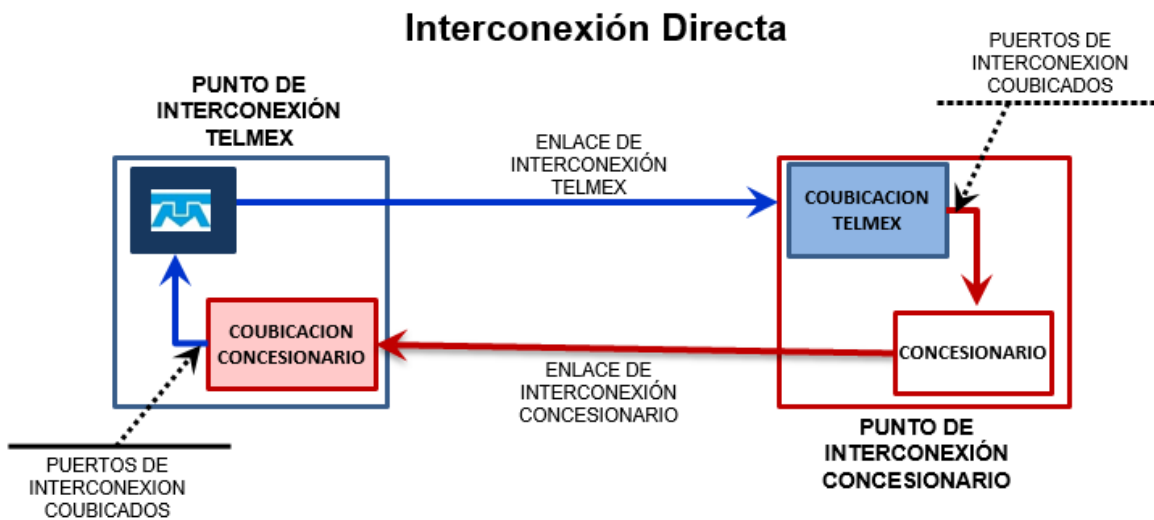 Interconexión Directa
PUERTOS DE
INTERCONEXION
COUBICADOS
PUNTO DE
INTERCONEXIÓN
TELMEX
ENLACE DE
INTERCONEXIÓN
TELMEX
COUBICACION
TELMEX
COUBICACION
CONCESIONARIO
CONCESIONARIO
ENLACE DE
INTERCONEXIÓN
CONCESIONARIO
PUNTO DE
INTERCONEXIÓN
CONCESIONARIO
PUERTOS DE
INTERCONEXION
COUBICADOS